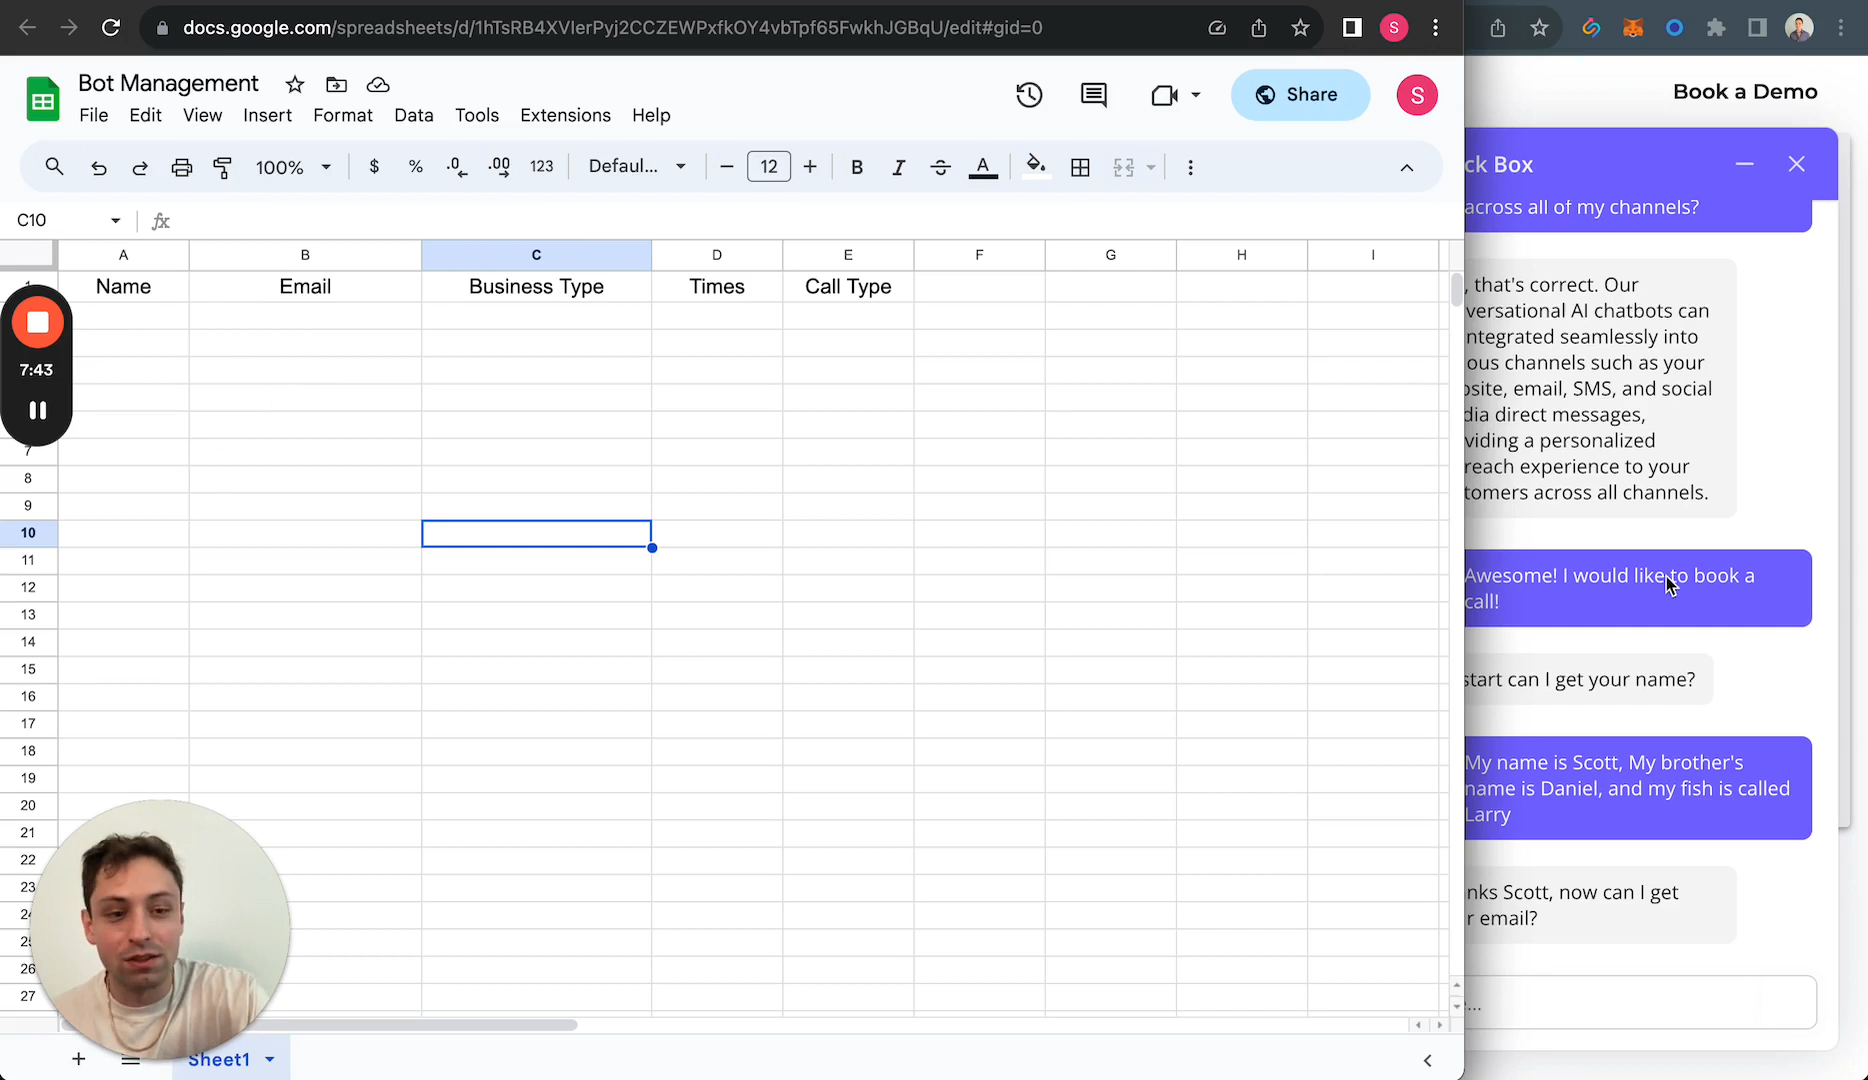 docs.google.com/spreadsheets/d/1hTsRB4XVlerPyj2CCZEWPxfkOY4vbTpf65FwkhJGBqU/edit#gid=0
S
Bot Management
File Edit View Insert Format Data Tools Extensions Help
Share
S
100%
$ % .0 .00 123
Defaul...
12
B I A
C10
fx
A B C D E F G H I
Name Email Business Type Times Call Type
7:43
7
8
9
10
11
12
13
14
15
16
17
18
19
20
21
22
23
26
27
Sheet1
Book a Demo
ck Box
across all of my channels?
, that's correct. Our
versational AI chatbots can
ntegrated seamlessly into
ous channels such as your
site, email, SMS, and social
dia direct messages,
viding a personalized
reach experience to your
tomers across all channels.
Awesome! I would like to book a
call!
start can I get your name?
My name is Scott, My brother's
name is Daniel, and my fish is called
Larry
nks Scott, now can I get
r email?
...